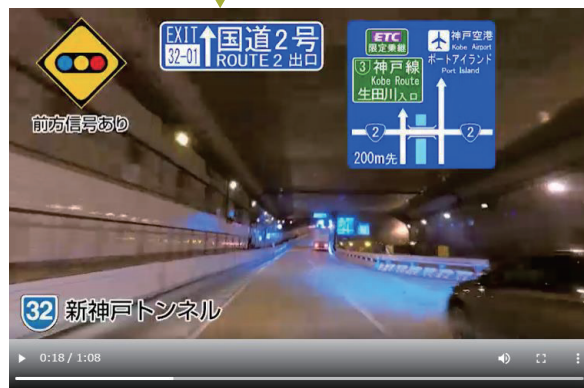 EXIT
32-01
国道2号
ROUTE 2 出口
前方信号あり
ETC
限定乗継
神戸空港
Kobe Airport
ポートアイランド
Port Island
3 神戸線
Kobe Route
生田川入口
2
2
200m先
32 新神戸トンネル
0:18 / 1:08